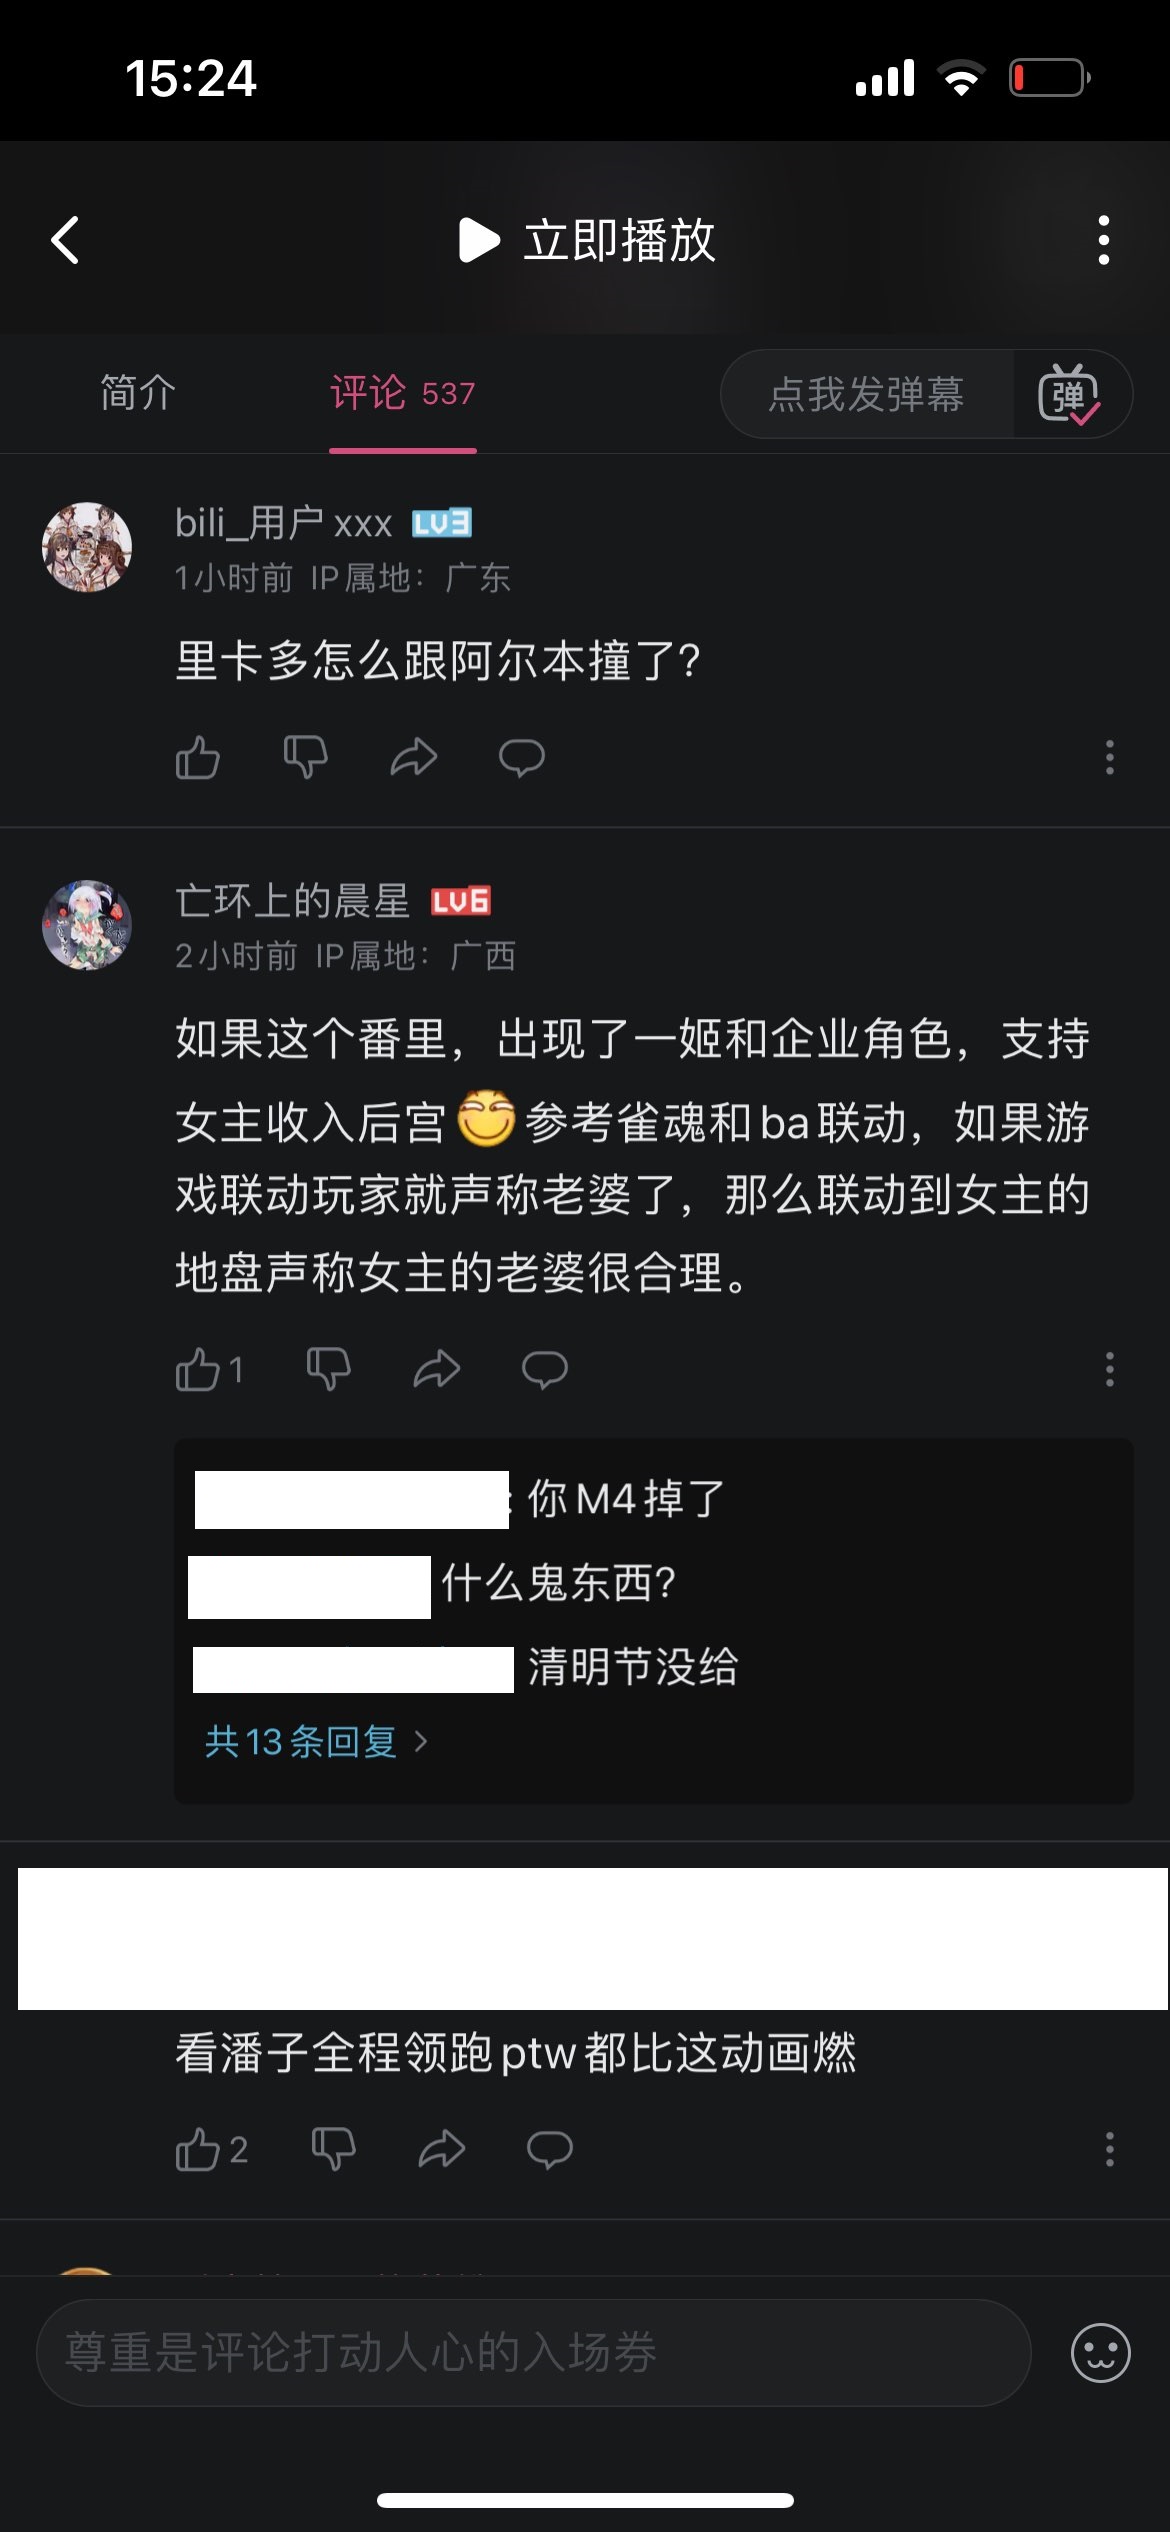 15:24
立即播放
简介
评论 537
点我发弹幕
弹
bili_用户xxx LV3
1小时前 IP属地：广东
里卡多怎么跟阿尔本撞了?
亡环上的晨星 LV6
2小时前 IP属地：广西
如果这个番里，出现了一姬和企业角色，支持
女主收入后宫参考雀魂和ba联动，如果游
戏联动玩家就声称老婆了，那么联动到女主的
地盘声称女主的老婆很合理。
1
: 你M4掉了
什么鬼东西?
清明节没给
共13条回复
看潘子全程领跑ptw都比这动画燃
2
尊重是评论打动人心的入场券